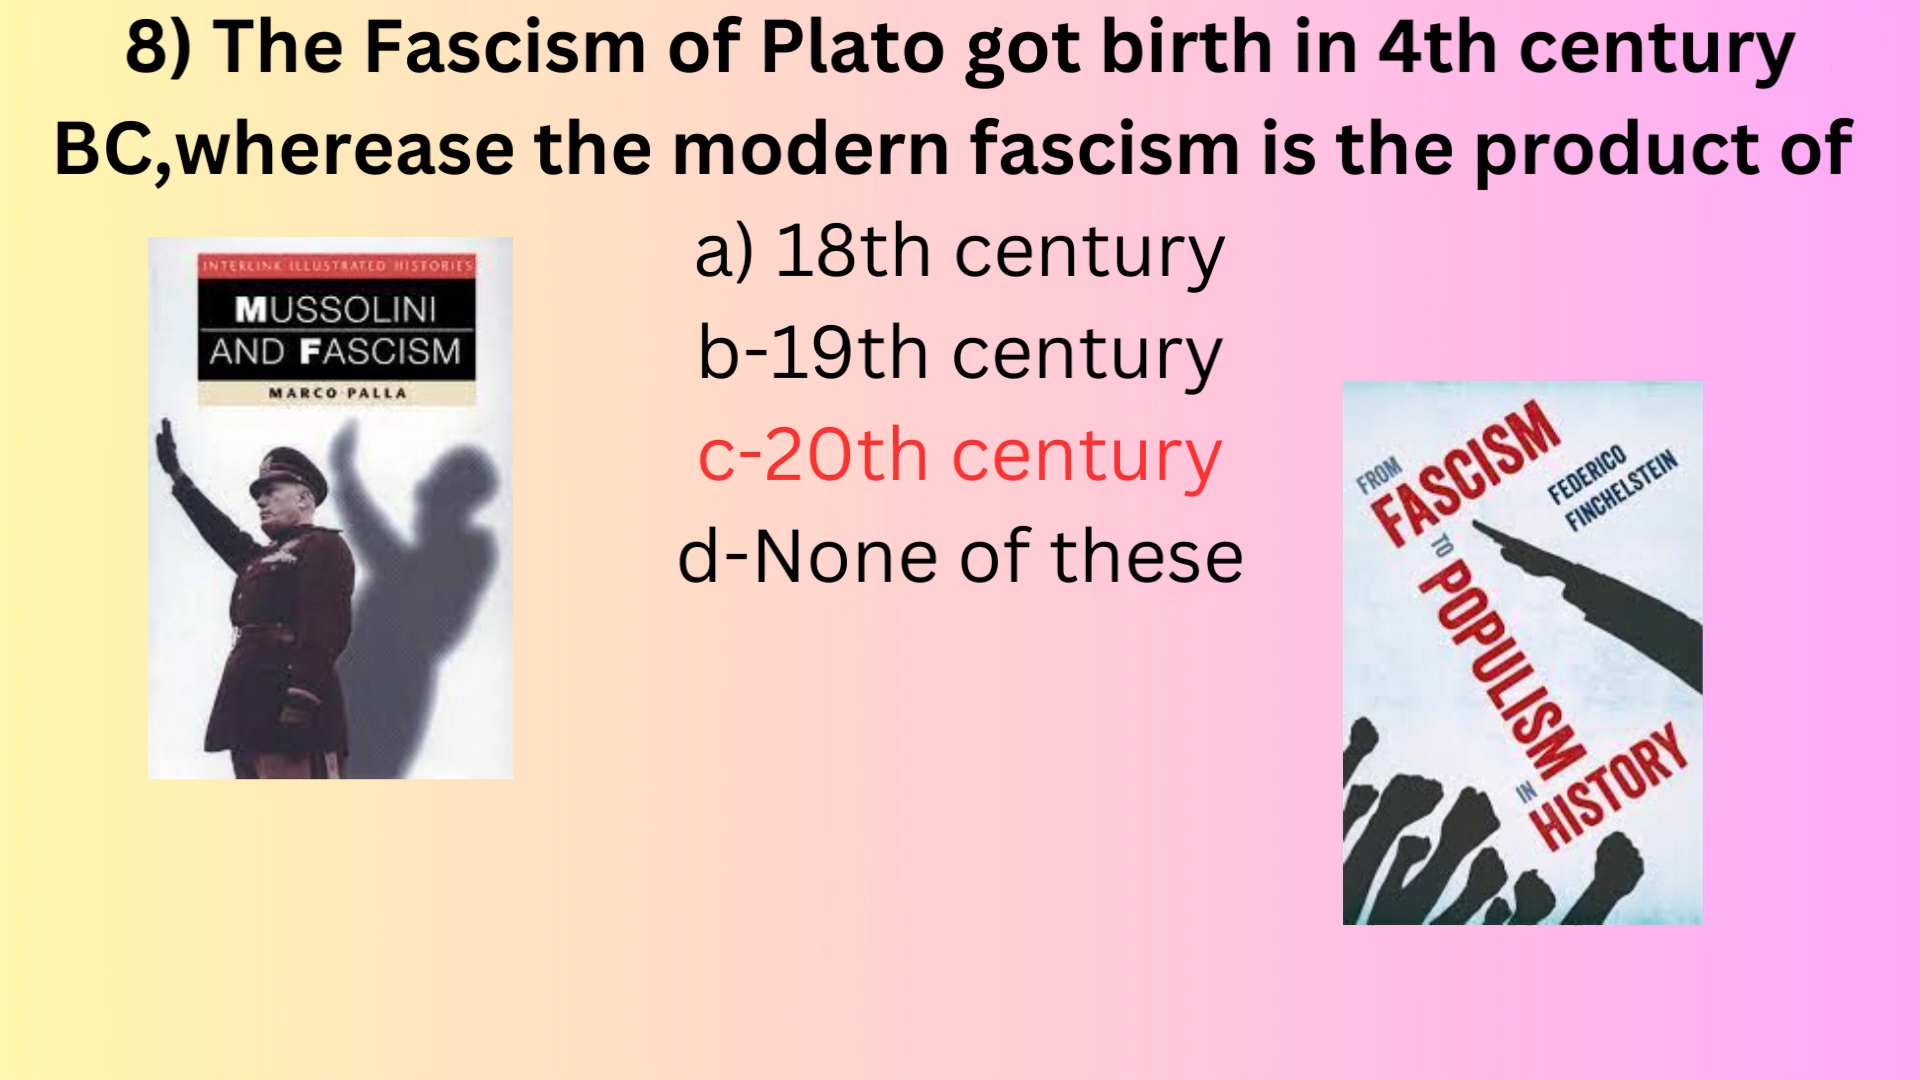 8) The Fascism of Plato got birth in 4th century
BC,wherease the modern fascism is the product of
a) 18th century
b-19th century
c-20th century
d-None of these
INTERLINK ILLUSTRATED HISTORIES
MUSSOLINI
AND FASCISM
MARCO PALLA
FROM
FASCISM
TO
POPULISM
IN
HISTORY
FEDERICO
FINCHELSTEIN